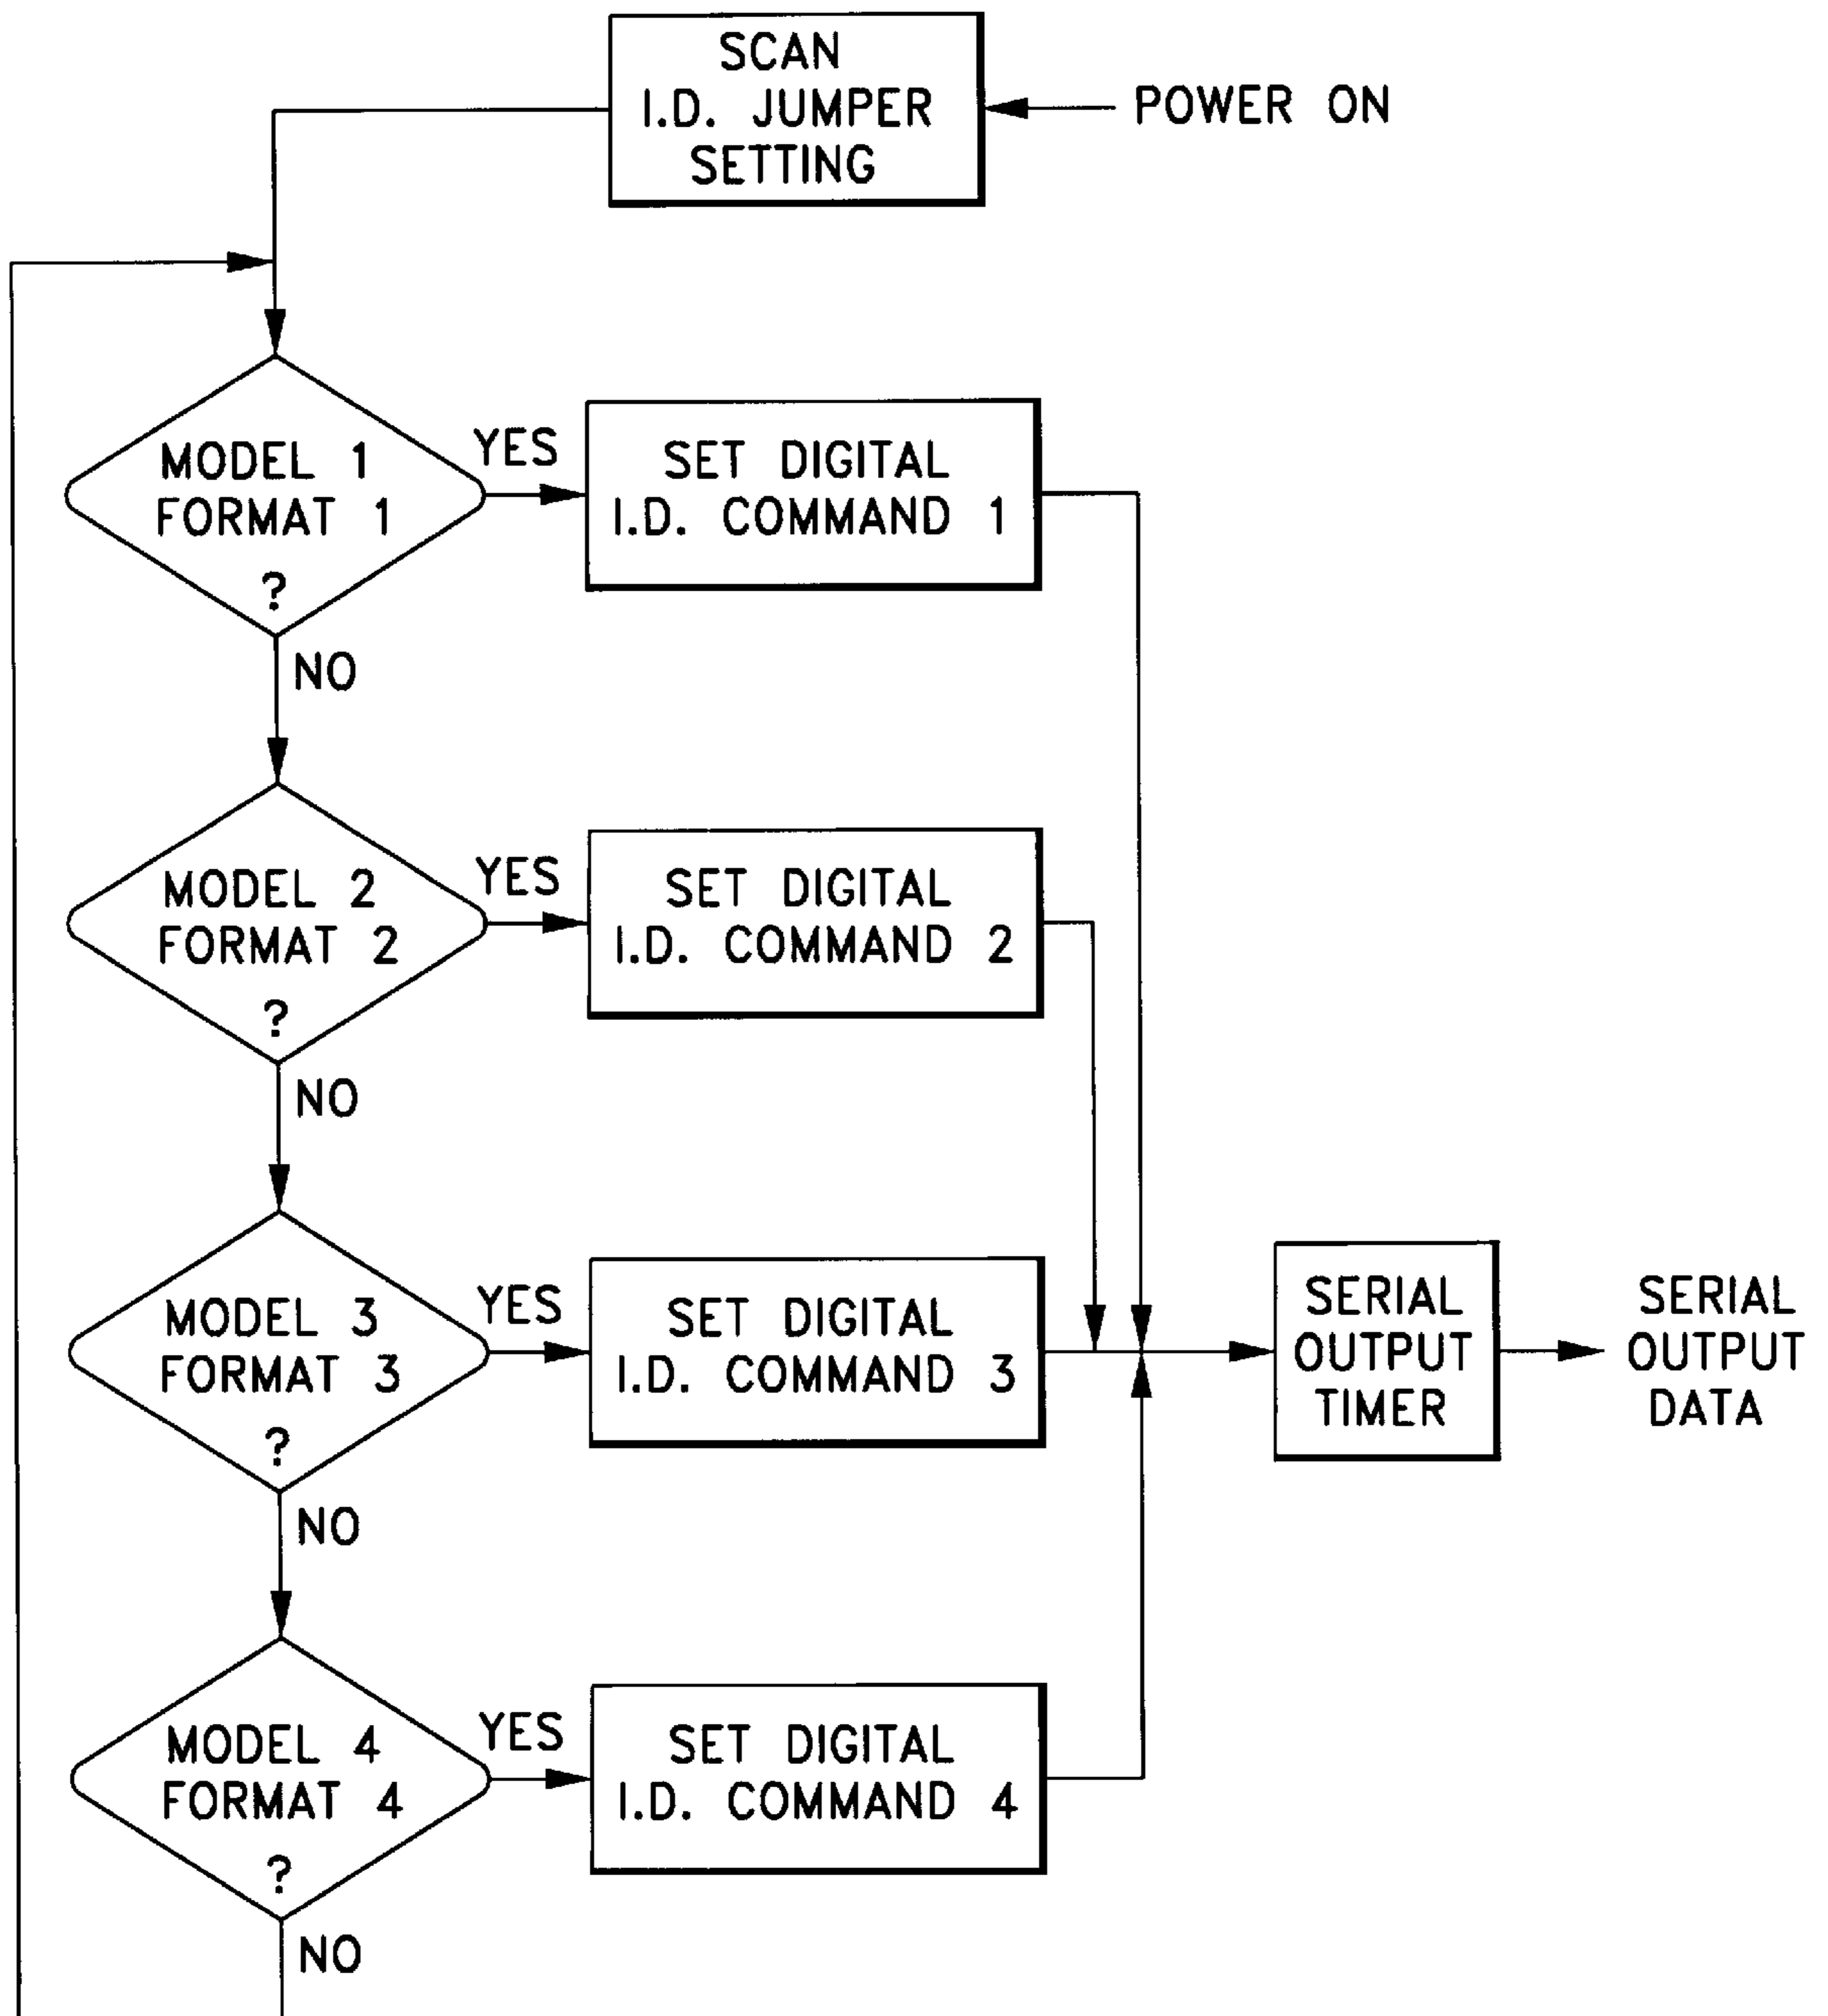 SCAN
I.D. JUMPER
SETTING
POWER ON
MODEL 1
FORMAT 1
?
YES
SET DIGITAL
I.D. COMMAND 1
NO
MODEL 2
FORMAT 2
?
YES
SET DIGITAL
I.D. COMMAND 2
NO
MODEL 3
FORMAT 3
?
YES
SET DIGITAL
I.D. COMMAND 3
SERIAL
OUTPUT
TIMER
SERIAL
OUTPUT
DATA
NO
MODEL 4
FORMAT 4
?
YES
SET DIGITAL
I.D. COMMAND 4
NO